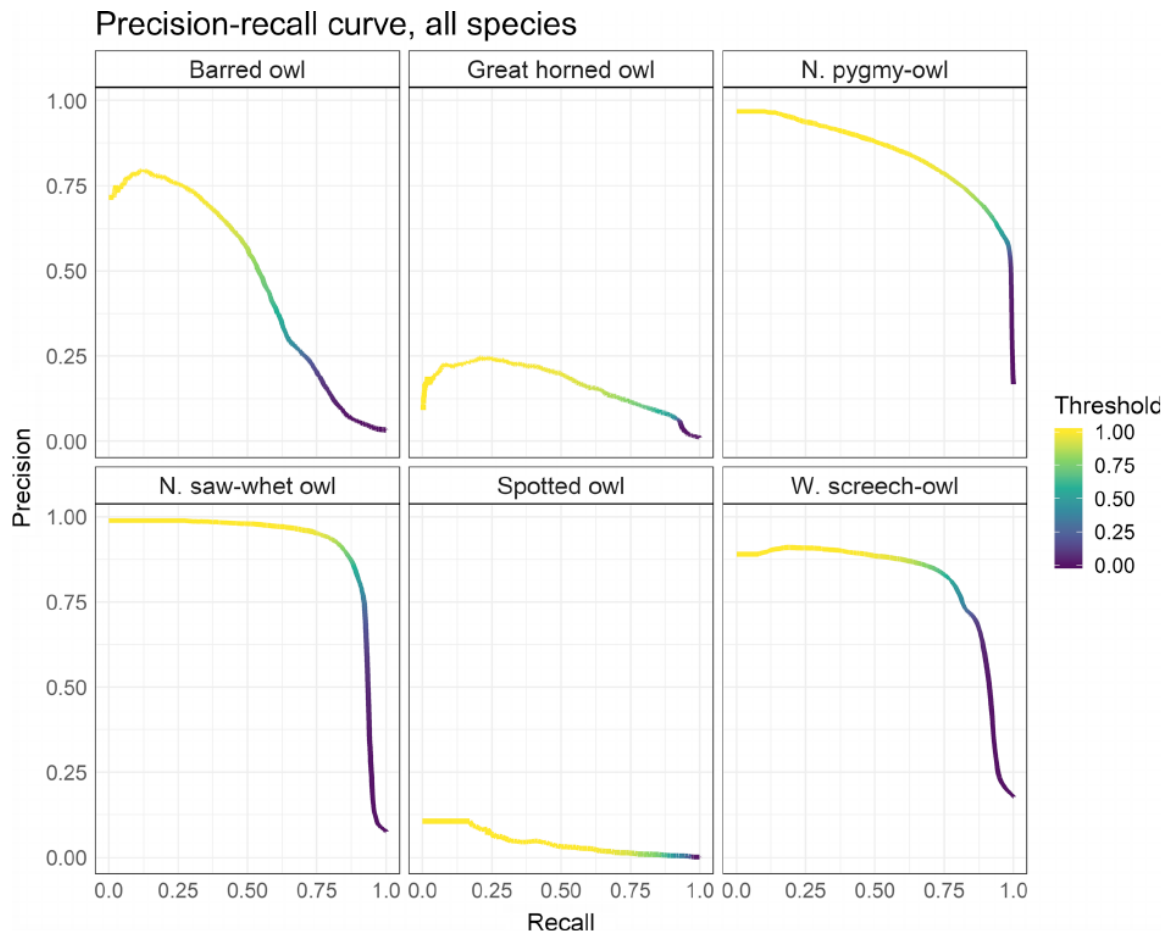 Precision-recall curve, all species
Barred owl
Great horned owl
N. pygmy-owl
1.00
0.75
0.50
0.25
0.00
N. saw-whet owl
Spotted owl
W. screech-owl
1.00
0.75
0.50
0.25
0.00
Precision
0.0 0.25 0.50 0.75 1.0
0.0 0.25 0.50 0.75 1.0
0.0 0.25 0.50 0.75 1.0
Recall
Threshold
1.00
0.75
0.50
0.25
0.00